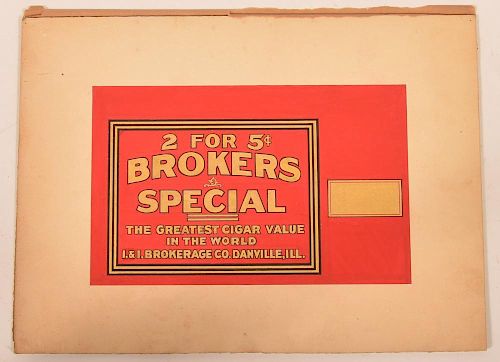 2 FOR 5¢
BROKERS
SPECIAL
THE GREATEST CIGAR VALUE
IN THE WORLD
I. & I. BROKERAGE CO. DANVILLE, ILL.